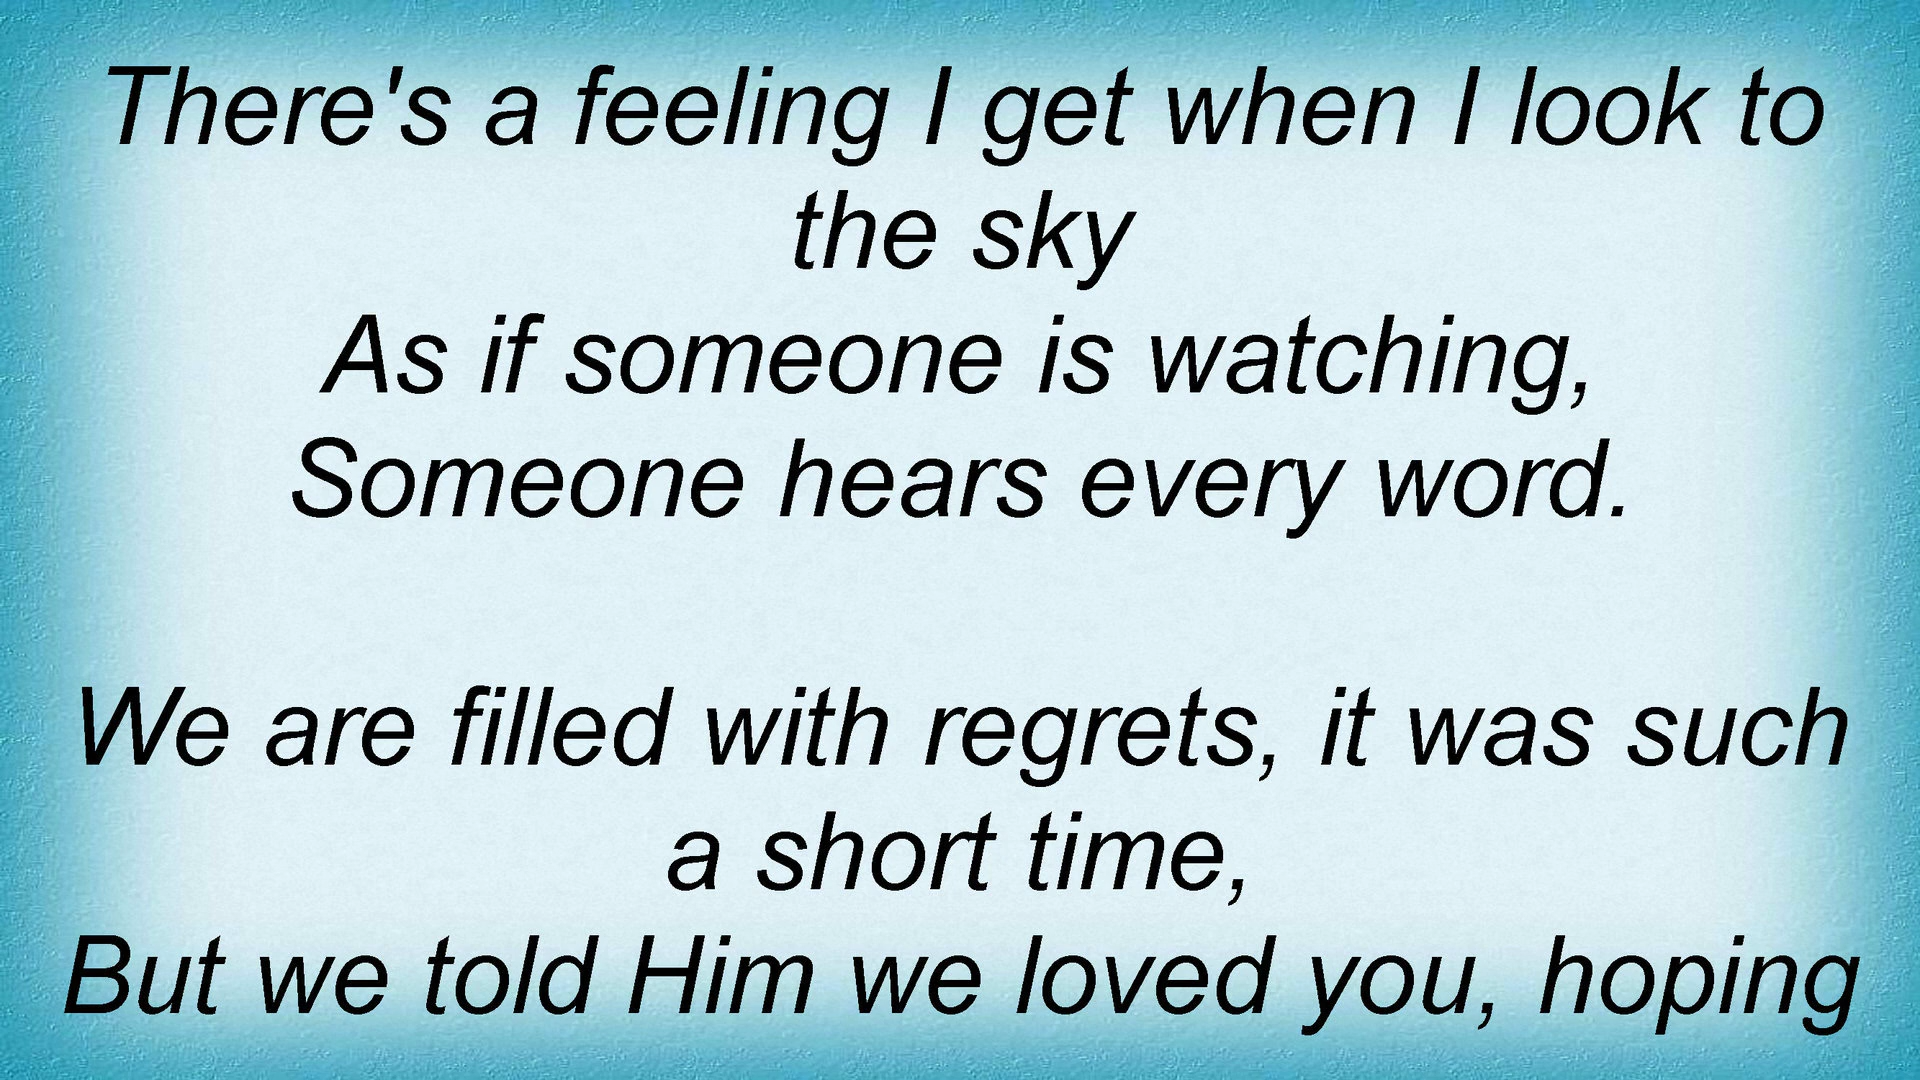 There's a feeling I get when I look to
the sky
As if someone is watching,
Someone hears every word.
We are filled with regrets, it was such
a short time,
But we told Him we loved you, hoping